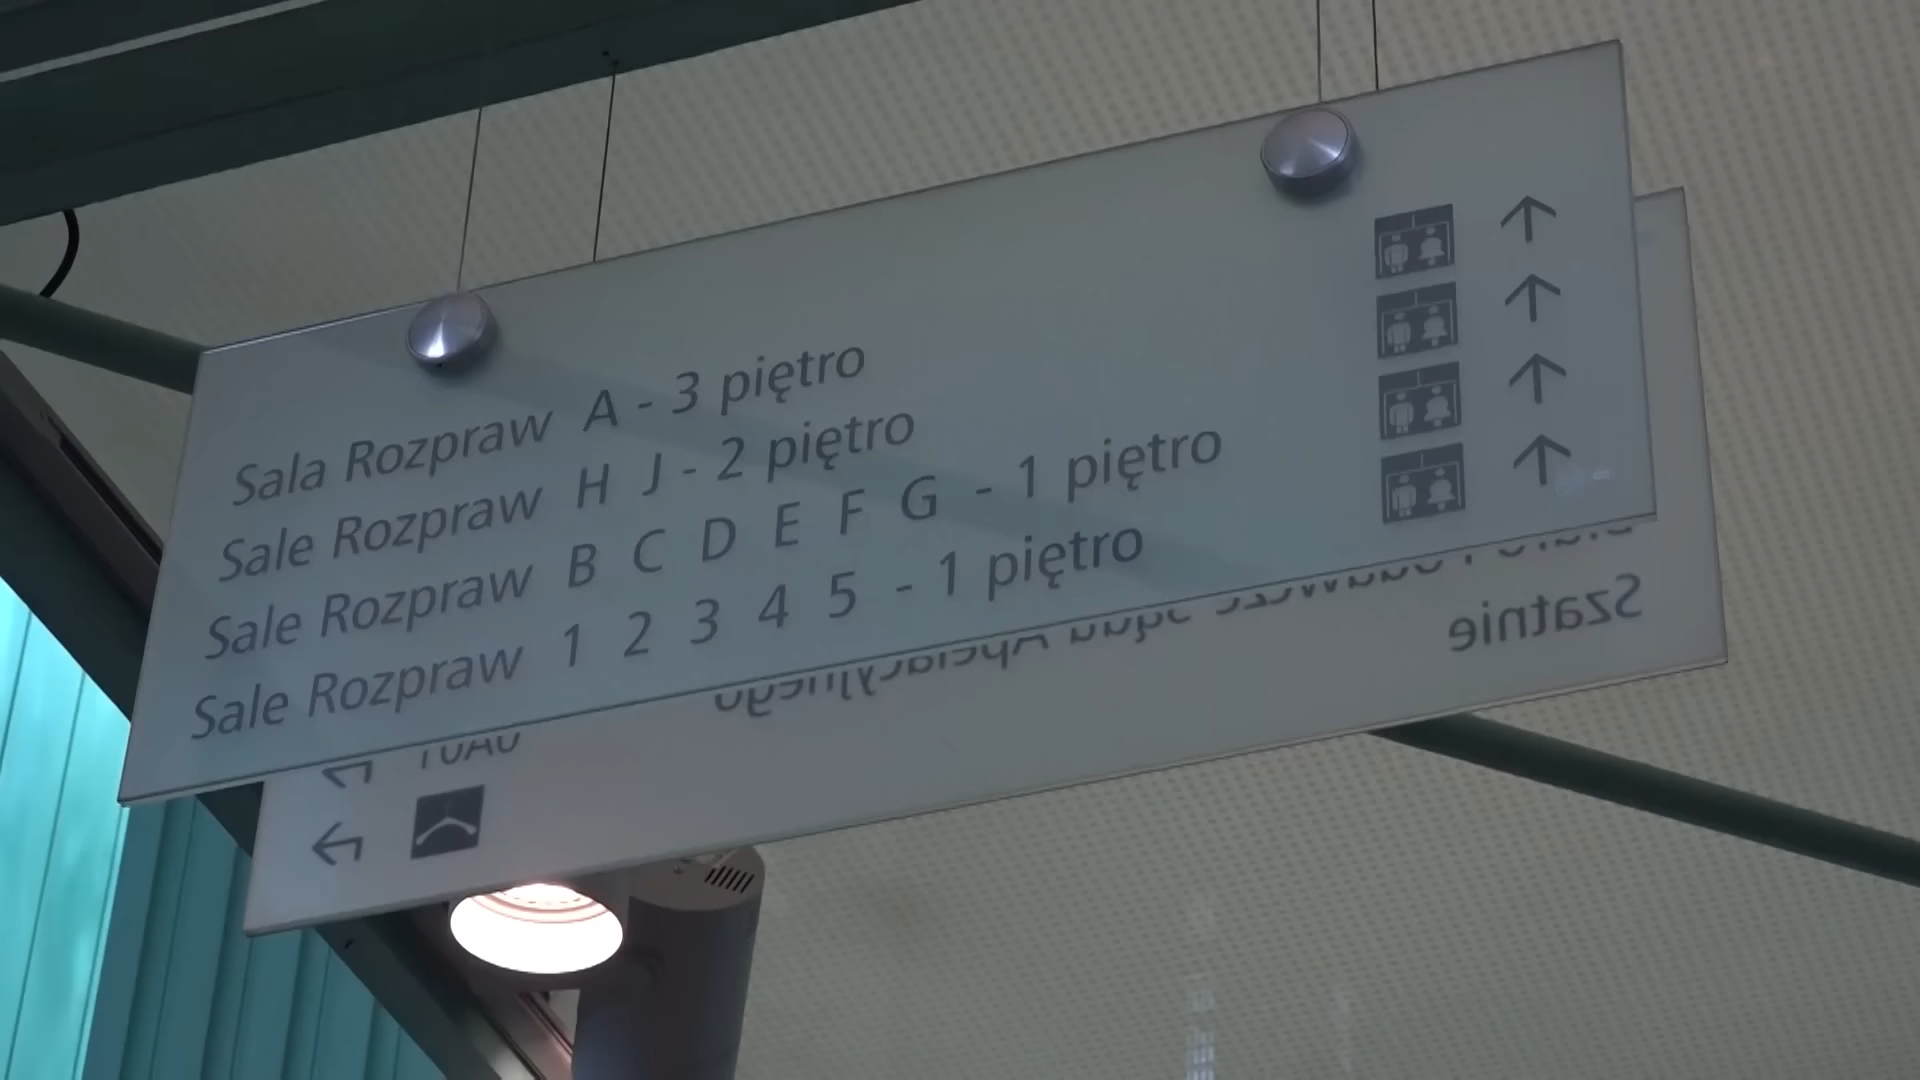 Sala Rozpraw A - 3 piętro
Sale Rozpraw H J - 2 piętro
Sale Rozpraw B C D E F G - 1 piętro
Sale Rozpraw 1 2 3 4 5 - 1 piętro
Apelacyjnego
Szatnie